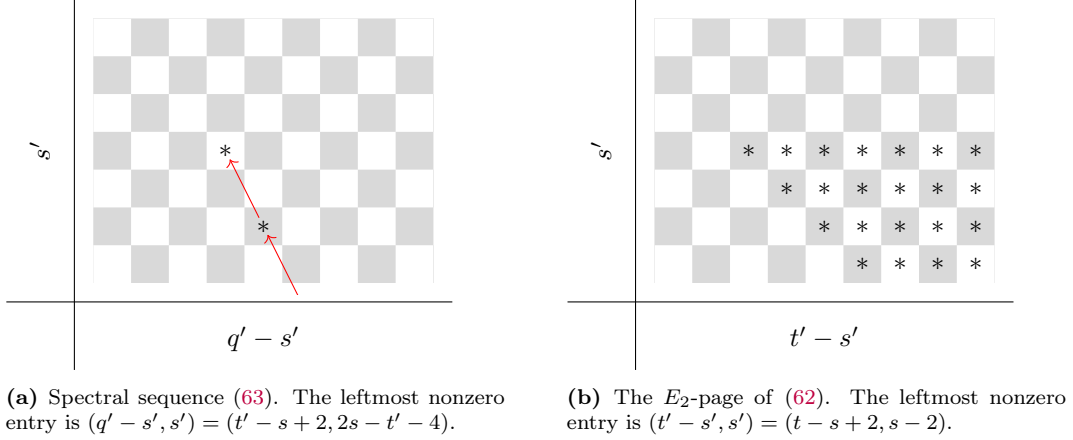 s′
*
*
q′ − s′
(a) Spectral sequence (63). The leftmost nonzero
entry is (q′ − s′, s′) = (t′ − s + 2, 2s − t′ − 4).
s′
* * * * * * *
* * * * * *
* * * * *
* * * *
t′ − s′
(b) The E₂-page of (62). The leftmost nonzero
entry is (t′ − s′, s′) = (t − s + 2, s − 2).